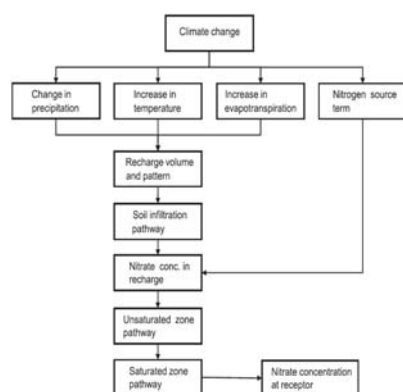 Climate change
Change in
precipitation
Increase in
temperature
Increase in
evapotranspiration
Nitrogen source
term
Recharge volume
and pattern
Soil infiltration
pathway
Nitrate conc. in
recharge
Unsaturated zone
pathway
Saturated zone
pathway
Nitrate concentration
at receptor